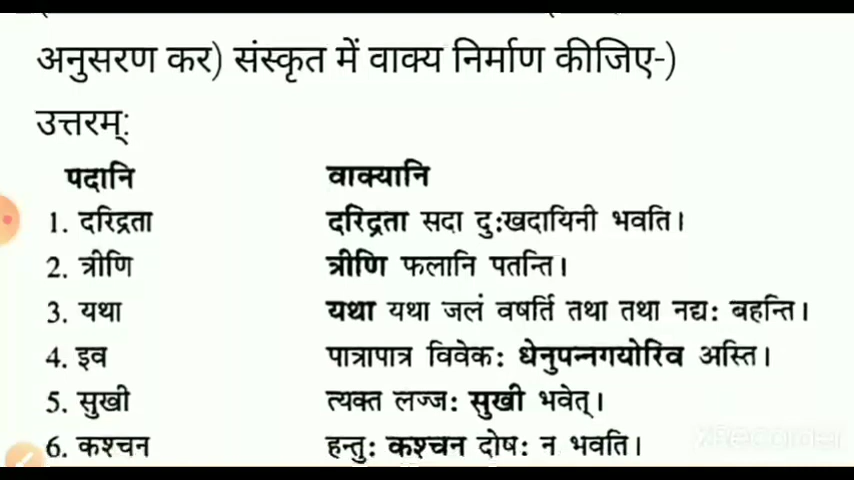 अनुसरण कर) संस्कृत में वाक्य निर्माण कीजिए-)
उत्तरम्:
पदानि वाक्यानि
1. दरिद्रता दरिद्रता सदा दुःखदायिनी भवति।
2. त्रीणि त्रीणि फलानि पतन्ति।
3. यथा यथा यथा जलं वषर्ति तथा तथा नद्यः बहन्ति।
4. इव पात्रापात्र विवेकः धेनुपन्नगयोरिव अस्ति।
5. सुखी त्यक्त लज्जः सुखी भवेत्।
6. कश्चन हन्तुः कश्चन दोषः न भवति।
XRecorder